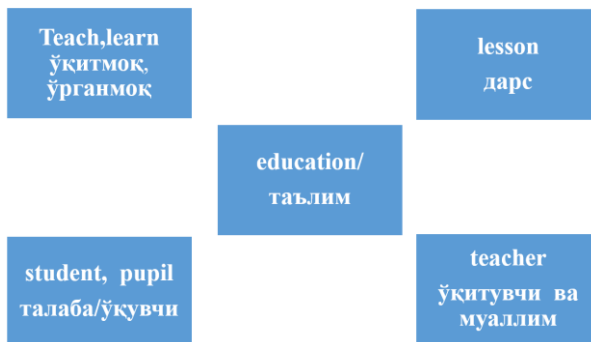 Teach,learn
ўқитмоқ,
ўрганмоқ
lesson
дарс
education/
таълим
student, pupil
талаба/ўқувчи
teacher
ўқитувчи ва
муаллим